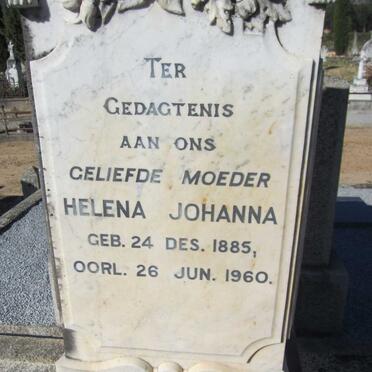 TER
GEDAGTENIS
AAN ONS
GELIEFDE MOEDER
HELENA JOHANNA
GEB. 24 DES. 1885,
OORL. 26 JUN. 1960.